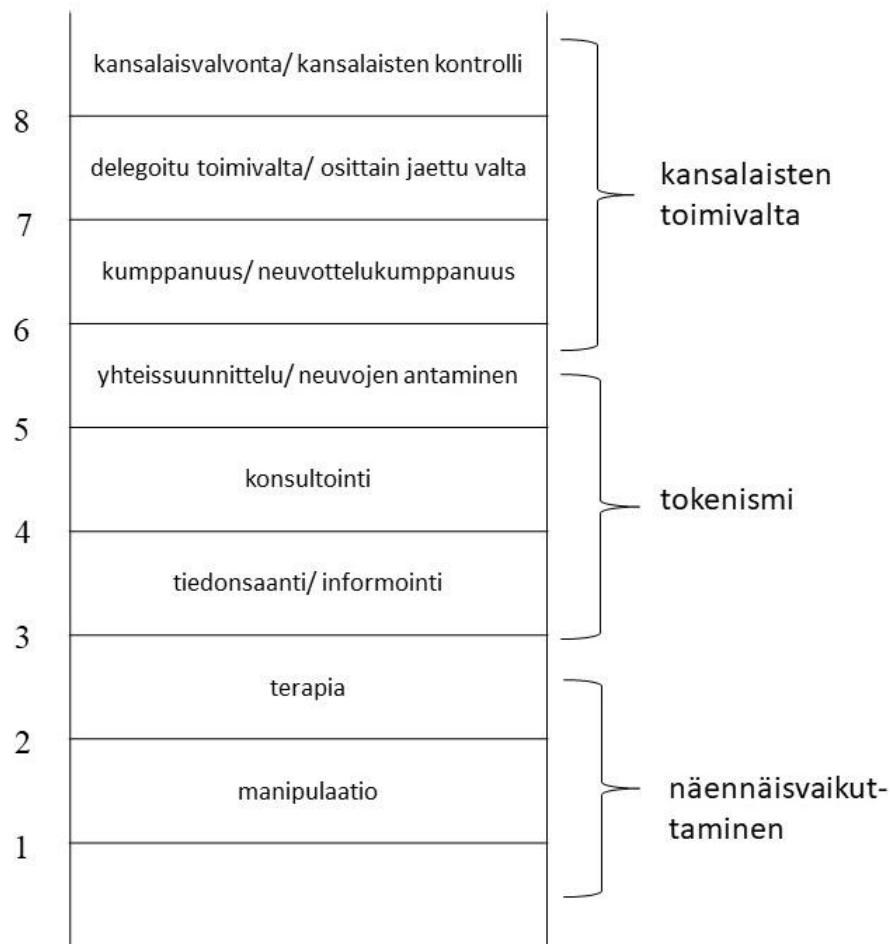 kansalaisvalvonta/ kansalaisten kontrolli
8
delegoitu toimivalta/ osittain jaettu valta
kansalaisten
toimivalta
7
kumppanuus/ neuvottelukumppanuus
6
yhteissuunnittelu/ neuvojen antaminen
5
konsultointi
tokenismi
4
tiedonsaanti/ informointi
3
terapia
2
manipulaatio
näennäisvaikut-
taminen
1